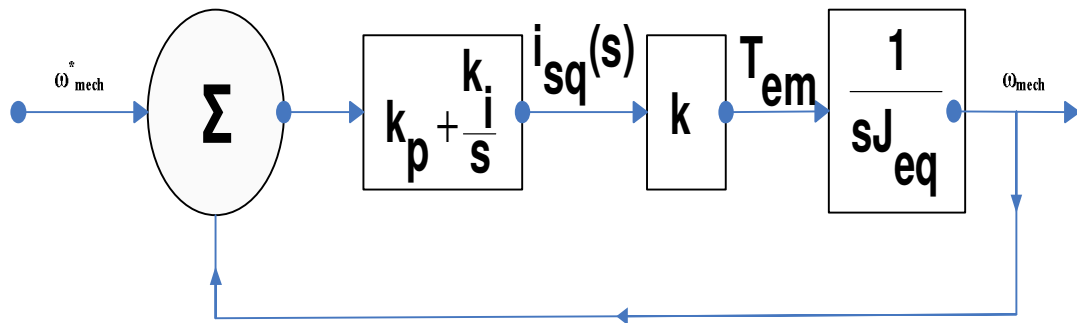 ω*mech
Σ
kp + ki/s
isq(s)
k
Tem
1/sJeq
ωmech